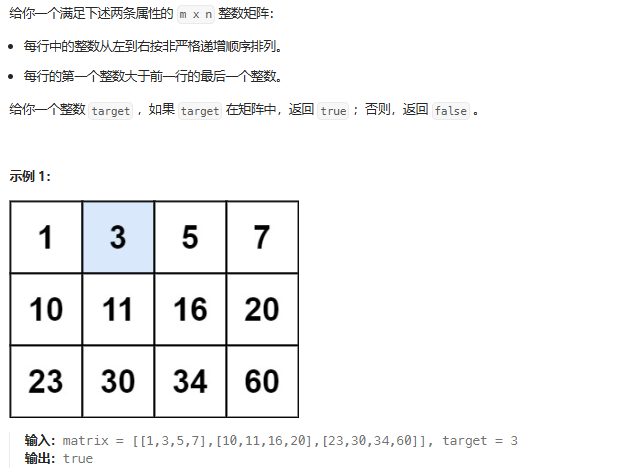 给你一个满足下述两条属性的 m x n 整数矩阵：
• 每行中的整数从左到右按非严格递增顺序排列。
• 每行的第一个整数大于前一行的最后一个整数。
给你一个整数 target ，如果 target 在矩阵中，返回 true ；否则，返回 false 。
示例 1：
1 3 5 7
10 11 16 20
23 30 34 60
输入：matrix = [[1,3,5,7],[10,11,16,20],[23,30,34,60]], target = 3
输出：true